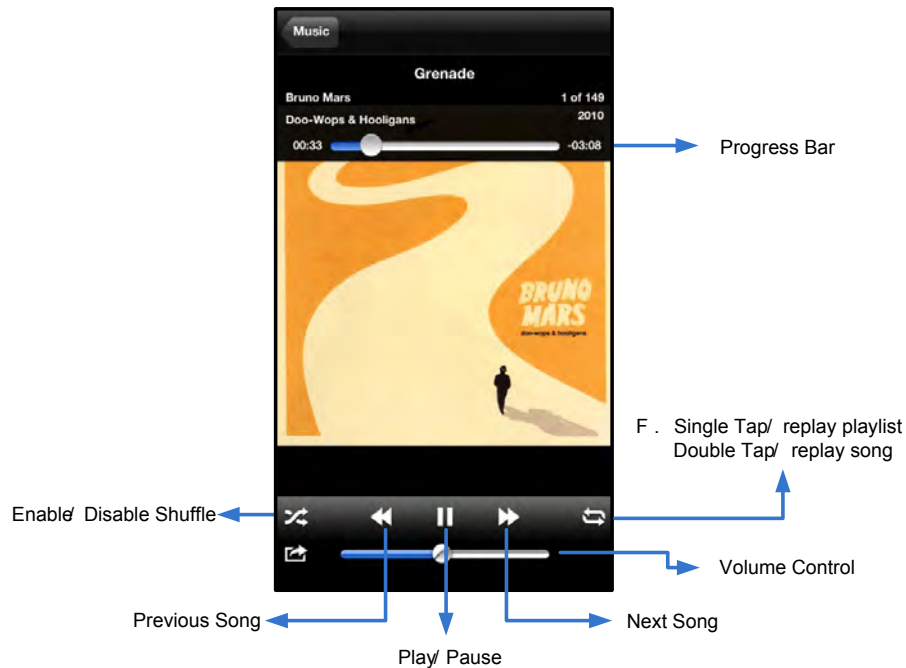 Music
Grenade
Bruno Mars
1 of 149
Doo-Wops & Hooligans
2010
00:33
-03:08
Progress Bar
BRUNO
MARS
doo-wops & hooligans
F . Single Tap/ replay playlist
Double Tap/ replay song
Enable/ Disable Shuffle
Volume Control
Previous Song
Next Song
Play/ Pause